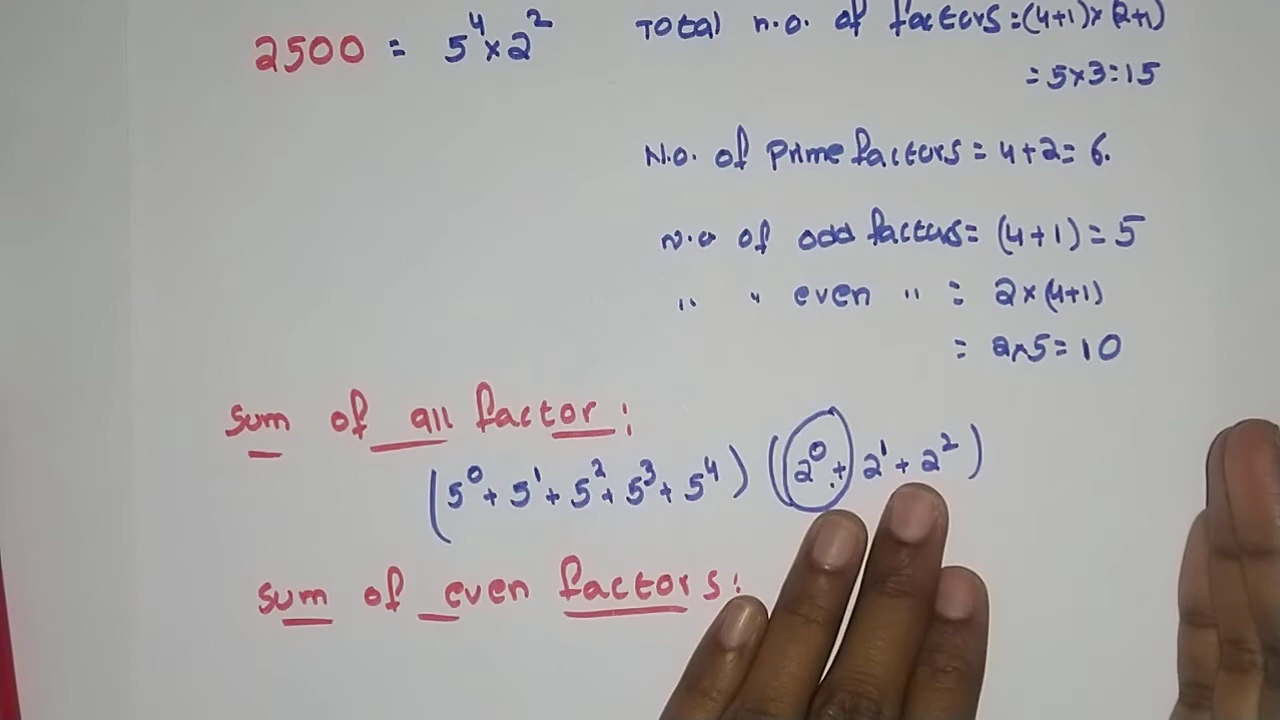 2500 = 5⁴×2²
Total n.o. of factors=(4+1)×(2+1)
=5×3=15
N.o. of Prime factors = 4+2= 6.
n.o of odd factors= (4+1)=5
" " even " = 2×(4+1)
= 2×5=10
Sum of all factor:
(5⁰+5¹+5²+5³+5⁴) (2⁰+2¹+2²)
Sum of even factors: